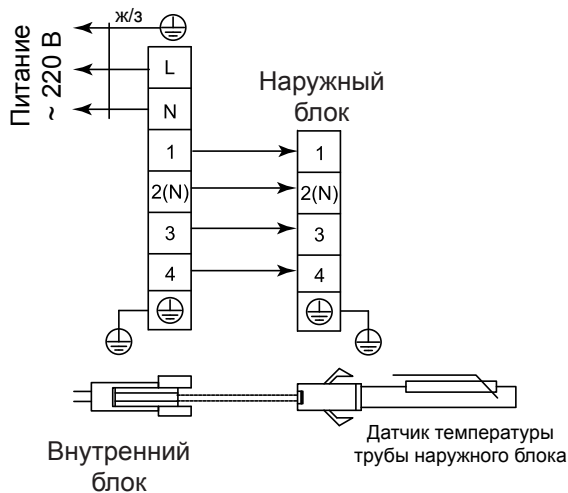 ж/з
Питание
~ 220 В
L
N
1
2(N)
3
4
Наружный
блок
1
2(N)
3
4
Внутренний
блок
Датчик температуры
трубы наружного блока